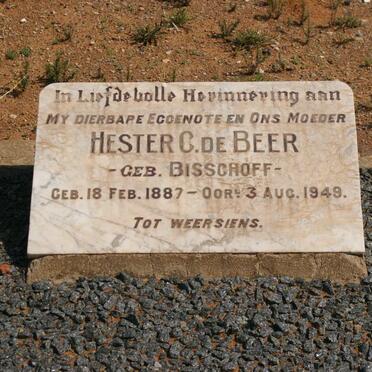 In Liefdebolle Herinnering aan
MY DIERBARE EGGENOTE EN ONS MOEDER
HESTER C. DE BEER
- GEB. BISSCHOFF -
GEB. 18 FEB. 1887 - OORL 3 AUG. 1949.
TOT WEERSIENS.